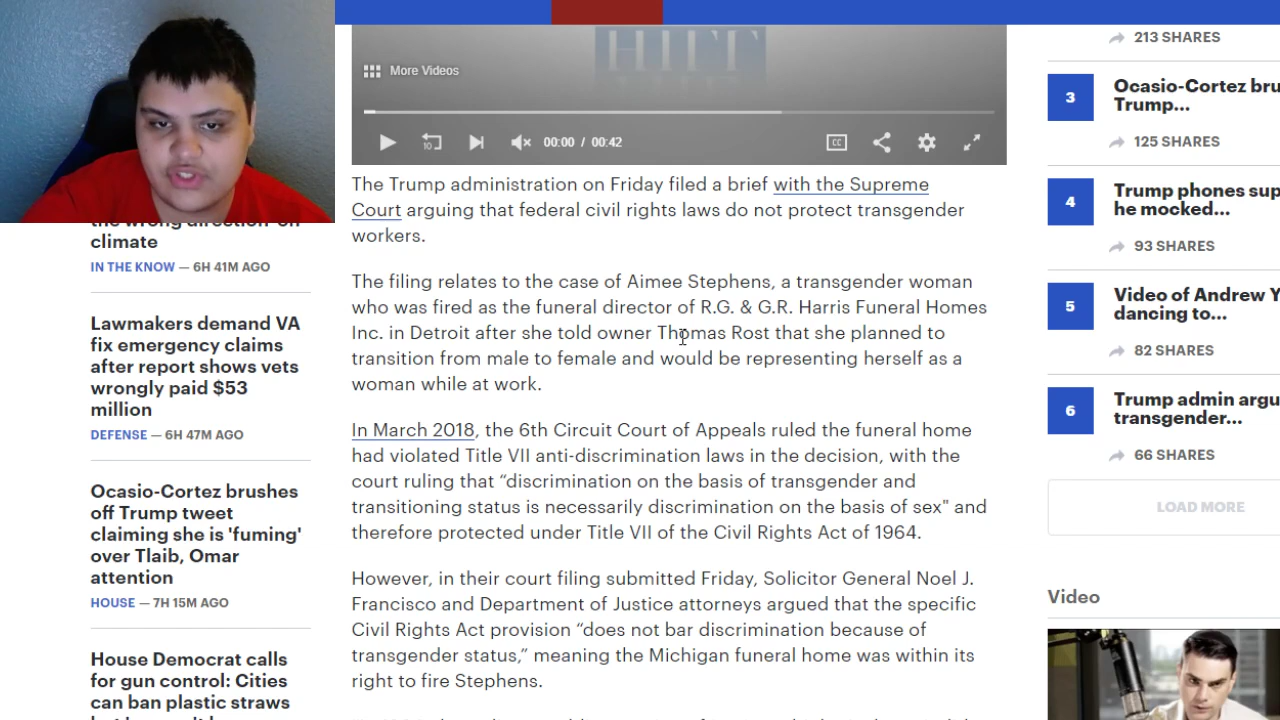 HILL
More Videos
10
00:00 / 00:42
CC
The Trump administration on Friday filed a brief with the Supreme
Court arguing that federal civil rights laws do not protect transgender
workers.
The filing relates to the case of Aimee Stephens, a transgender woman
who was fired as the funeral director of R.G. & G.R. Harris Funeral Homes
Inc. in Detroit after she told owner Thomas Rost that she planned to
transition from male to female and would be representing herself as a
woman while at work.
In March 2018, the 6th Circuit Court of Appeals ruled the funeral home
had violated Title VII anti-discrimination laws in the decision, with the
court ruling that “discrimination on the basis of transgender and
transitioning status is necessarily discrimination on the basis of sex" and
therefore protected under Title VII of the Civil Rights Act of 1964.
However, in their court filing submitted Friday, Solicitor General Noel J.
Francisco and Department of Justice attorneys argued that the specific
Civil Rights Act provision “does not bar discrimination because of
transgender status,” meaning the Michigan funeral home was within its
right to fire Stephens.
the wrong direction' on
climate
IN THE KNOW — 6H 41M AGO
Lawmakers demand VA
fix emergency claims
after report shows vets
wrongly paid $53
million
DEFENSE — 6H 47M AGO
Ocasio-Cortez brushes
off Trump tweet
claiming she is 'fuming'
over Tlaib, Omar
attention
HOUSE — 7H 15M AGO
House Democrat calls
for gun control: Cities
can ban plastic straws
213 SHARES
3
Ocasio-Cortez bru
Trump...
125 SHARES
4
Trump phones sup
he mocked...
93 SHARES
5
Video of Andrew Y
dancing to...
82 SHARES
6
Trump admin argu
transgender...
66 SHARES
LOAD MORE
Video